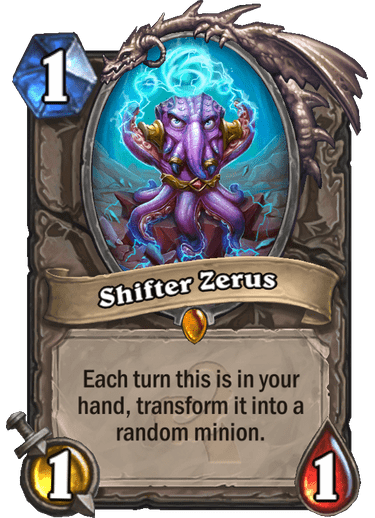 1
Shifter Zerus
Each turn this is in your
hand, transform it into a
random minion.
1
1